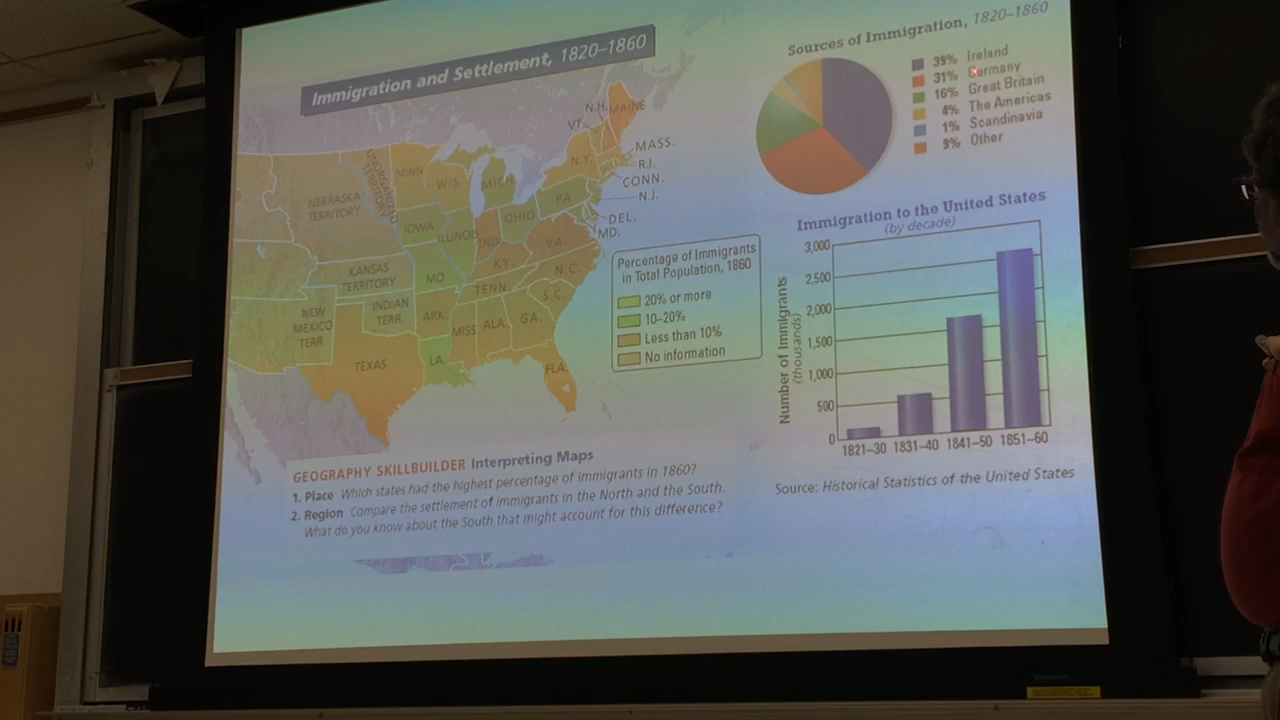 Immigration and Settlement, 1820–1860
N.H.
MAINE
VT.
MASS.
R.I.
CONN.
N.J.
DEL.
MD.
N.Y.
PA.
MINN.
WIS.
MICH.
UNORGANIZED
TERRITORY
NEBRASKA
TERRITORY
IOWA
ILLINOIS
IND.
OHIO
VA.
KY.
N.C.
TENN.
S.C.
KANSAS
TERRITORY
MO.
INDIAN
TERR.
NEW
MEXICO
TERR.
ARK.
MISS.
ALA.
GA.
TEXAS
LA.
FLA.
Percentage of Immigrants
in Total Population, 1860
20% or more
10–20%
Less than 10%
No information
GEOGRAPHY SKILLBUILDER Interpreting Maps
1. Place Which states had the highest percentage of immigrants in 1860?
2. Region Compare the settlement of immigrants in the North and the South.
What do you know about the South that might account for this difference?
Sources of Immigration, 1820–1860
39% Ireland
31% Germany
16% Great Britain
4% The Americas
1% Scandinavia
9% Other
Immigration to the United States
(by decade)
Number of Immigrants
(thousands)
3,000
2,500
2,000
1,500
1,000
500
0
1821–30 1831–40 1841–50 1851–60
Source: Historical Statistics of the United States